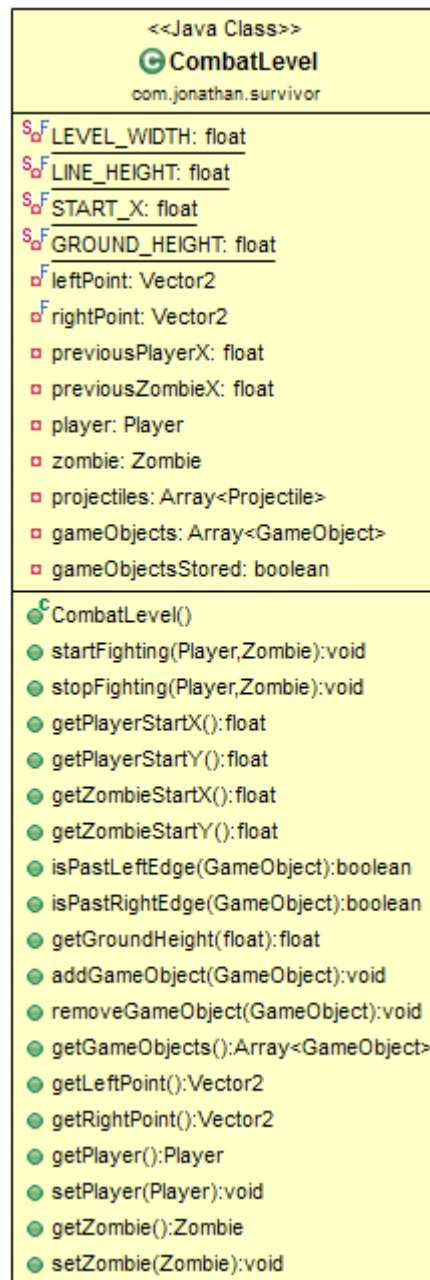 <<Java Class>>
CombatLevel
com.jonathan.survivor
LEVEL_WIDTH: float
LINE_HEIGHT: float
START_X: float
GROUND_HEIGHT: float
leftPoint: Vector2
rightPoint: Vector2
previousPlayerX: float
previousZombieX: float
player: Player
zombie: Zombie
projectiles: Array<Projectile>
gameObjects: Array<GameObject>
gameObjectsStored: boolean
CombatLevel()
startFighting(Player,Zombie):void
stopFighting(Player,Zombie):void
getPlayerStartX():float
getPlayerStartY():float
getZombieStartX():float
getZombieStartY():float
isPastLeftEdge(GameObject):boolean
isPastRightEdge(GameObject):boolean
getGroundHeight(float):float
addGameObject(GameObject):void
removeGameObject(GameObject):void
getGameObjects():Array<GameObject>
getLeftPoint():Vector2
getRightPoint():Vector2
getPlayer():Player
setPlayer(Player):void
getZombie():Zombie
setZombie(Zombie):void